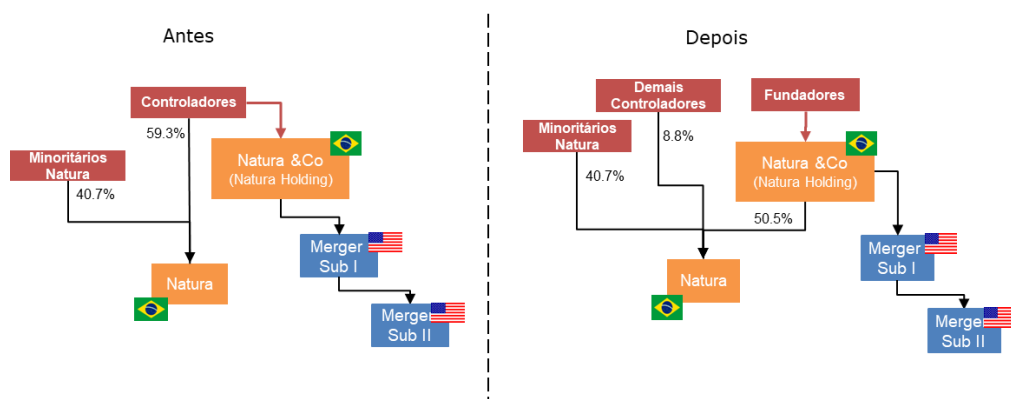 Antes
Controladores
59.3%
Minoritários
Natura
40.7%
Natura &Co
(Natura Holding)
Merger
Sub I
Natura
Merger
Sub II
Depois
Demais
Controladores
Fundadores
8.8%
Minoritários
Natura
40.7%
Natura &Co
(Natura Holding)
50.5%
Merger
Sub I
Natura
Merger
Sub II